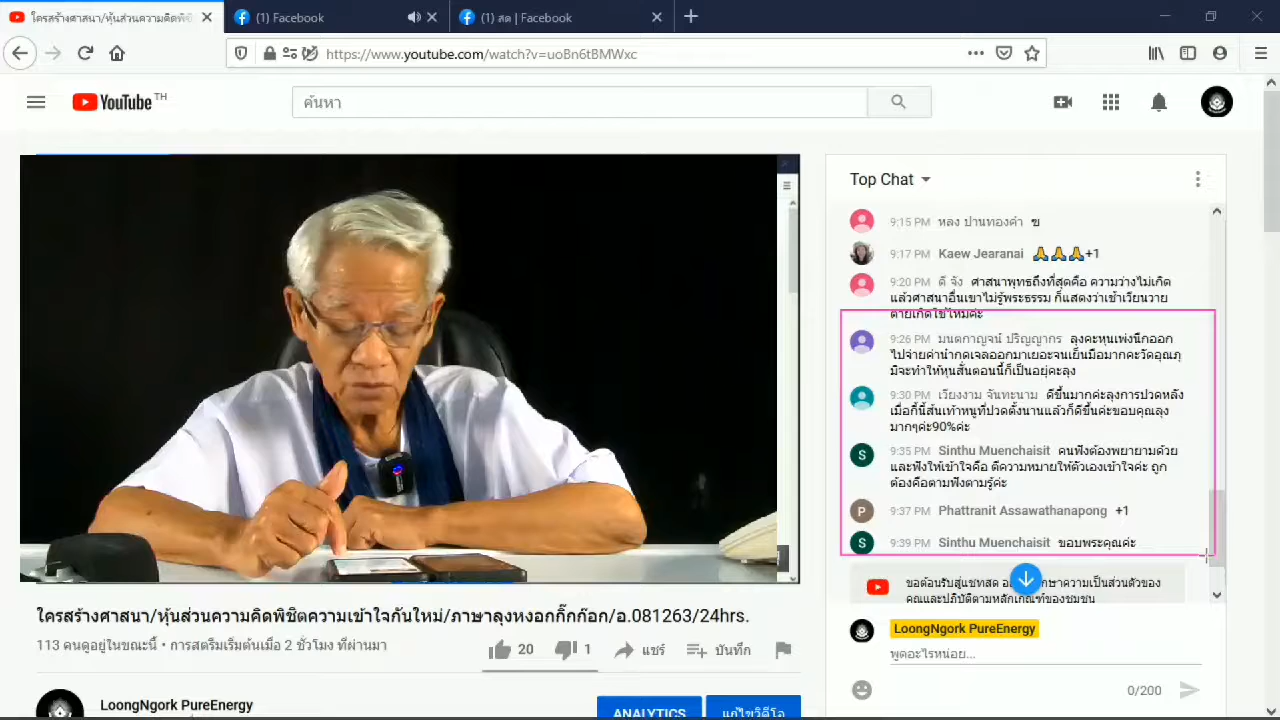 ใครสร้างศาสนา/หุ้นส่วนความคิดพิชิต
(1) Facebook
(1) สด | Facebook
https://www.youtube.com/watch?v=uoBn6tBMWxc
YouTube TH
ค้นหา
Top Chat
9:15 PM หลง ปานทองคำ ข
9:17 PM Kaew Jearanai 🙏🙏🙏+1
9:20 PM ดี จัง ศาสนาพุทธถึงที่สุดคือ ความว่างไม่เกิด
แล้วศาสนาอื่นเขาไม่รู้พระธรรม ก็แสดงว่าเข้าเวียนวาย
ตายเกิดใช่ไหมค่ะ
9:26 PM มนตกาญจน์ ปริญญากร ลุงคะหนูเพ่งนึกออก
ไปจ่ายค่าน้ำกดเจลออกมาเยอะจนเย็นมือมากคะวัดอุณภู
มิจะทำให้หนูสั่นตอนนี้ก็เป็นอยู่คะลุง
9:30 PM เวียงงาม จันทะนาม ดีขึ้นมากค่ะลุงการปวดหลัง
เมื่อกี้นี้ส้นเท้าหนูที่ปวดตั้งนานแล้วก็ดีขึ้นค่ะขอบคุณลุง
มากๆค่ะ90%ค่ะ
9:35 PM Sinthu Muenchaisit คนฟังต้องพยายามด้วย
และฟังให้เข้าใจคือ ตีความหมายให้ตัวเองเข้าใจค่ะ ถูก
ต้องคือตามฟังตามรู้ค่ะ
9:37 PM Phattranit Assawathanapong +1
9:39 PM Sinthu Muenchaisit ขอบพระคุณค่ะ
ขอต้อนรับสู่แชทสด
กษาความเป็นส่วนตัวของ
คุณและปฏิบัติตามหลักเกณฑ์ของชุมชน
LoongNgork PureEnergy
พูดอะไรหน่อย...
0/200
ใครสร้างศาสนา/หุ้นส่วนความคิดพิชิตความเข้าใจกันใหม่/ภาษาลุงหงอกกิ๊กก๊อก/อ.081263/24hrs.
113 คนดูอยู่ในขณะนี้ • การสตรีมเริ่มต้นเมื่อ 2 ชั่วโมง ที่ผ่านมา
20
1
แชร์
บันทึก
LoongNgork PureEnergy
ANALYTICS
แก้ไขวิดีโอ